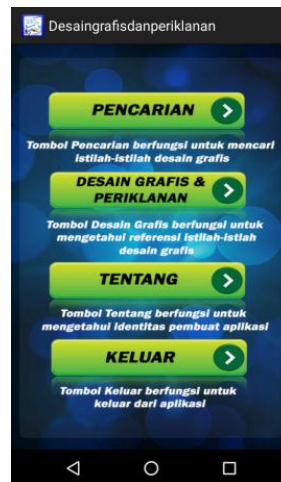 Desaingrafisdanperiklanan
PENCARIAN
Tombol Pencarian berfungsi untuk mencari
istilah-istilah desain grafis
DESAIN GRAFIS &
PERIKLANAN
Tombol Desain Grafis berfungsi untuk
mengetahui referensi istilah-istlah
desain grafis
TENTANG
Tombol Tentang berfungsi untuk
mengetahui identitas pembuat aplikasi
KELUAR
Tombol Keluar berfungsi untuk
keluar dari aplikasi